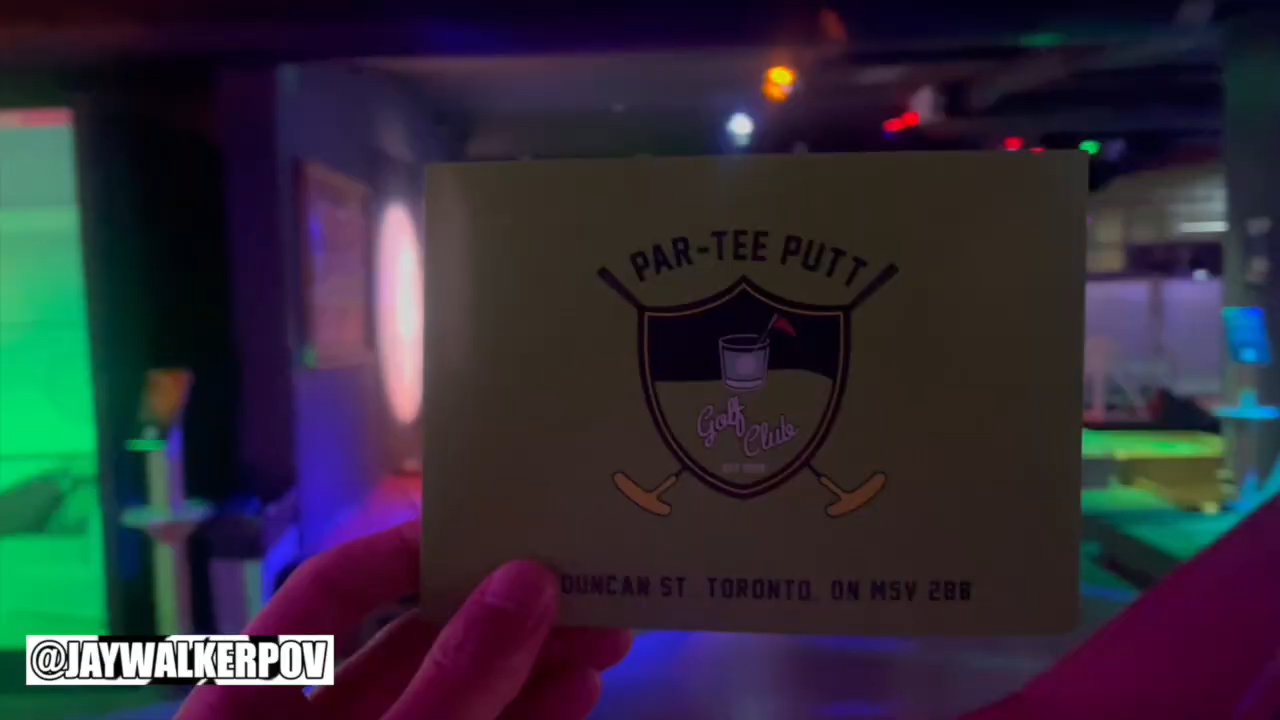 PAR-TEE PUTT
Golf
Club
DUNCAN ST. TORONTO, ON M5V 2B8
@JAYWALKERPOV